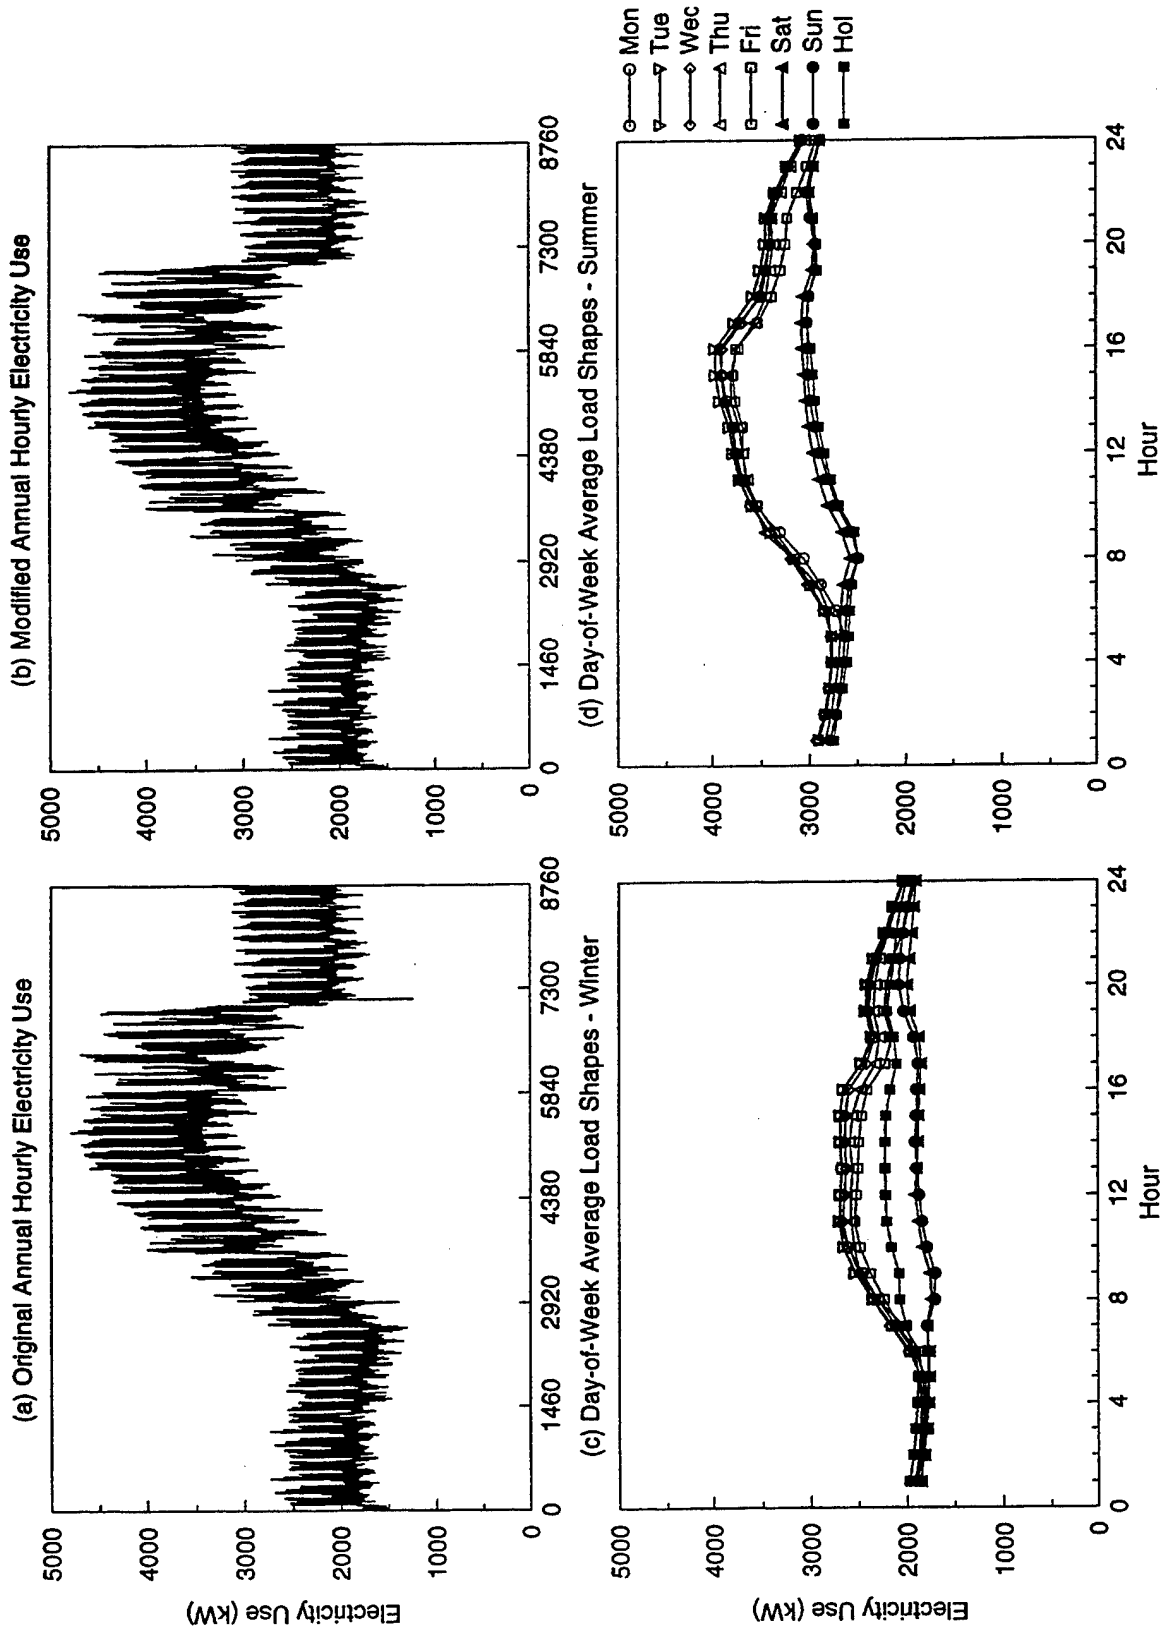 (a) Original Annual Hourly Electricity Use
Electricity Use (kW)
5000
4000
3000
2000
1000
0
0 1460 2920 4380 5840 7300 8760
(b) Modified Annual Hourly Electricity Use
5000
4000
3000
2000
1000
0
0 1460 2920 4380 5840 7300 8760
(c) Day-of-Week Average Load Shapes - Winter
Electricity Use (kW)
5000
4000
3000
2000
1000
0
0 4 8 12 16 20 24
Hour
(d) Day-of-Week Average Load Shapes - Summer
5000
4000
3000
2000
1000
0
0 4 8 12 16 20 24
Hour
Mon
Tue
Wec
Thu
Fri
Sat
Sun
Hol